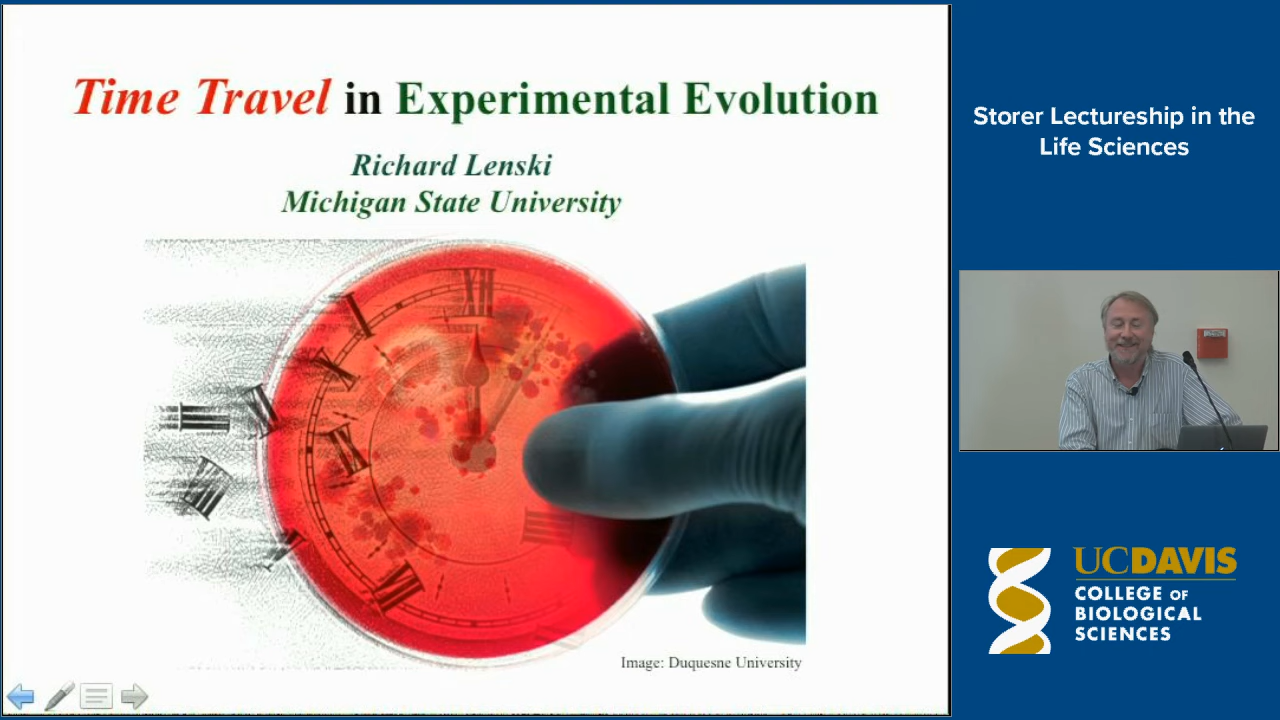 Time Travel in Experimental Evolution
Richard Lenski
Michigan State University
Image: Duquesne University
Storer Lectureship in the
Life Sciences
UCDAVIS
COLLEGE OF
BIOLOGICAL
SCIENCES